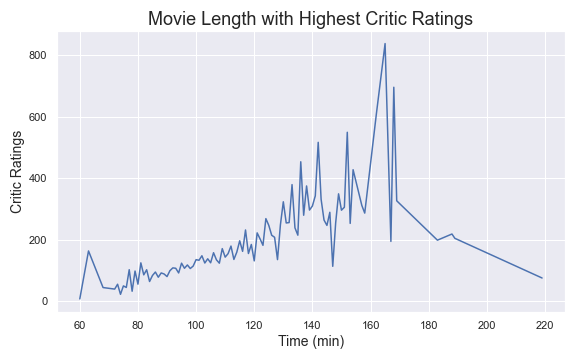 Movie Length with Highest Critic Ratings
Critic Ratings
800
600
400
200
0
60 80 100 120 140 160 180 200 220
Time (min)